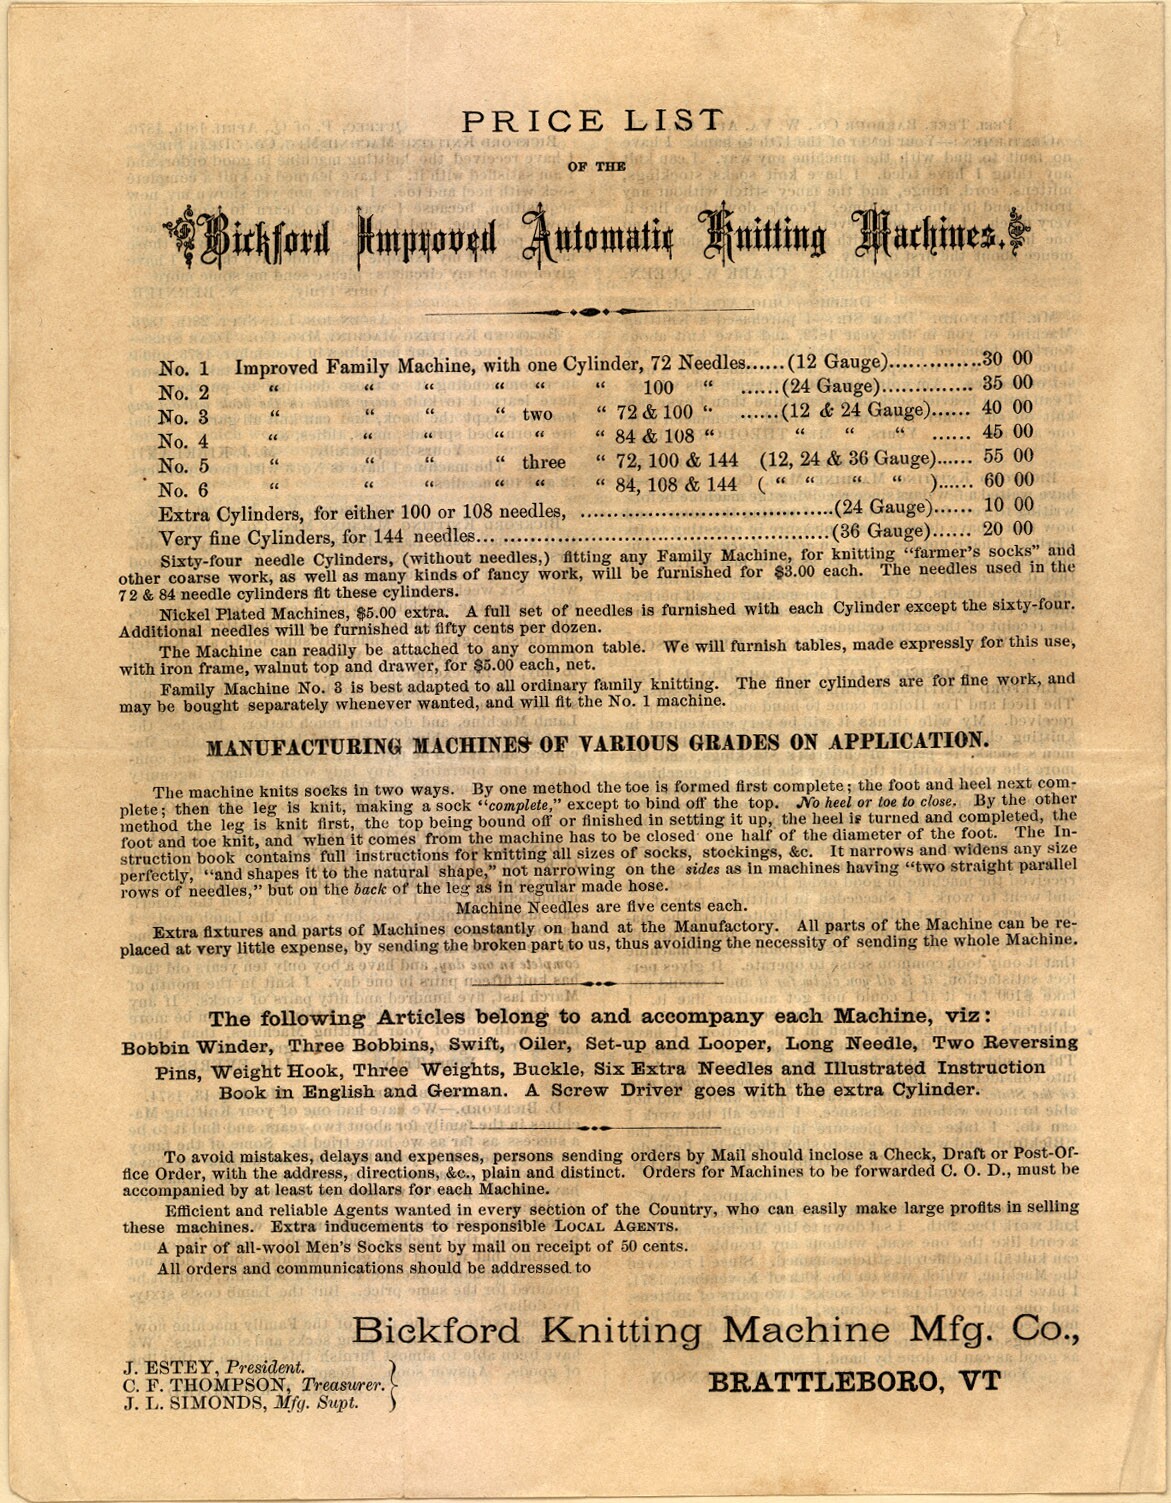 PRICE LIST
OF THE
Bickford Improved Automatic Knitting Machines.
No. 1 Improved Family Machine, with one Cylinder, 72 Needles......(12 Gauge)..............30 00
No. 2 “ “ “ “ “ “ 100 “ ......(24 Gauge).............. 35 00
No. 3 “ “ “ “ two “ 72 & 100 “ ......(12 & 24 Gauge)...... 40 00
No. 4 “ “ “ “ “ “ 84 & 108 “ “ “ “ ...... 45 00
No. 5 “ “ “ “ three “ 72, 100 & 144 (12, 24 & 36 Gauge)...... 55 00
No. 6 “ “ “ “ “ “ 84, 108 & 144 ( “ “ “ “ )...... 60 00
Extra Cylinders, for either 100 or 108 needles, ......................................(24 Gauge)...... 10 00
Very fine Cylinders, for 144 needles... ..................................................(36 Gauge)...... 20 00
Sixty-four needle Cylinders, (without needles,) fitting any Family Machine, for knitting “farmer's socks” and
other coarse work, as well as many kinds of fancy work, will be furnished for $3.00 each. The needles used in the
72 & 84 needle cylinders fit these cylinders.
Nickel Plated Machines, $5.00 extra. A full set of needles is furnished with each Cylinder except the sixty-four.
Additional needles will be furnished at fifty cents per dozen.
The Machine can readily be attached to any common table. We will furnish tables, made expressly for this use,
with iron frame, walnut top and drawer, for $5.00 each, net.
Family Machine No. 3 is best adapted to all ordinary family knitting. The finer cylinders are for fine work, and
may be bought separately whenever wanted, and will fit the No. 1 machine.
MANUFACTURING MACHINES OF VARIOUS GRADES ON APPLICATION.
The machine knits socks in two ways. By one method the toe is formed first complete; the foot and heel next com-
plete; then the leg is knit, making a sock “complete,” except to bind off the top. No heel or toe to close. By the other
method the leg is knit first, the top being bound off or finished in setting it up, the heel is turned and completed, the
foot and toe knit, and when it comes from the machine has to be closed one half of the diameter of the foot. The In-
struction book contains full instructions for knitting all sizes of socks, stockings, &c. It narrows and widens any size
perfectly, “and shapes it to the natural shape,” not narrowing on the sides as in machines having “two straight parallel
rows of needles,” but on the back of the leg as in regular made hose.
Machine Needles are five cents each.
Extra fixtures and parts of Machines constantly on hand at the Manufactory. All parts of the Machine can be re-
placed at very little expense, by sending the broken part to us, thus avoiding the necessity of sending the whole Machine.
The following Articles belong to and accompany each Machine, viz:
Bobbin Winder, Three Bobbins, Swift, Oiler, Set-up and Looper, Long Needle, Two Reversing
Pins, Weight Hook, Three Weights, Buckle, Six Extra Needles and Illustrated Instruction
Book in English and German. A Screw Driver goes with the extra Cylinder.
To avoid mistakes, delays and expenses, persons sending orders by Mail should inclose a Check, Draft or Post-Of-
fice Order, with the address, directions, &c., plain and distinct. Orders for Machines to be forwarded C. O. D., must be
accompanied by at least ten dollars for each Machine.
Efficient and reliable Agents wanted in every section of the Country, who can easily make large profits in selling
these machines. Extra inducements to responsible LOCAL AGENTS.
A pair of all-wool Men's Socks sent by mail on receipt of 50 cents.
All orders and communications should be addressed to
Bickford Knitting Machine Mfg. Co.,
BRATTLEBORO, VT
J. ESTEY, President.
C. F. THOMPSON, Treasurer.
J. L. SIMONDS, Mfg. Supt.